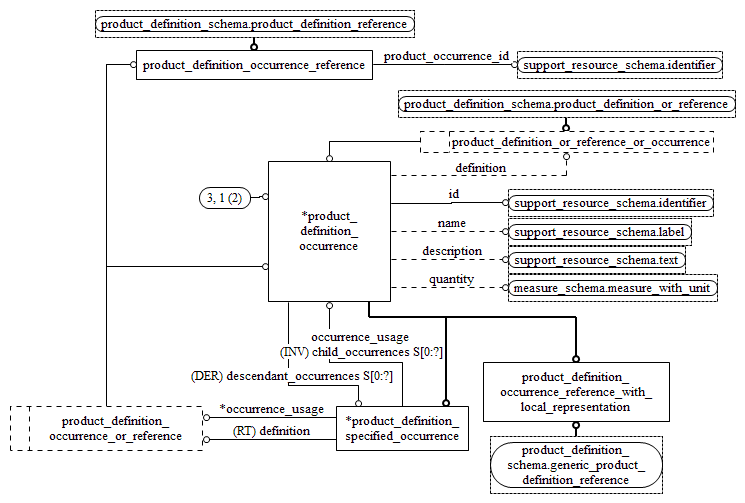 product_definition_schema.product_definition_reference
product_occurrence_id
product_definition_occurrence_reference
support_resource_schema.identifier
product_definition_schema.product_definition_or_reference
product_definition_or_reference_or_occurrence
definition
3, 1 (2)
*product_
definition_
occurrence
id
support_resource_schema.identifier
name
support_resource_schema.label
description
support_resource_schema.text
quantity
measure_schema.measure_with_unit
occurrence_usage
(INV) child_occurrences S[0:?]
(DER) descendant_occurrences S[0:?]
product_definition_
occurrence_reference_with_
local_representation
product_definition_
occurrence_or_reference
*occurrence_usage
(RT) definition
*product_definition_
specified_occurrence
product_definition_
schema.generic_product_
definition_reference